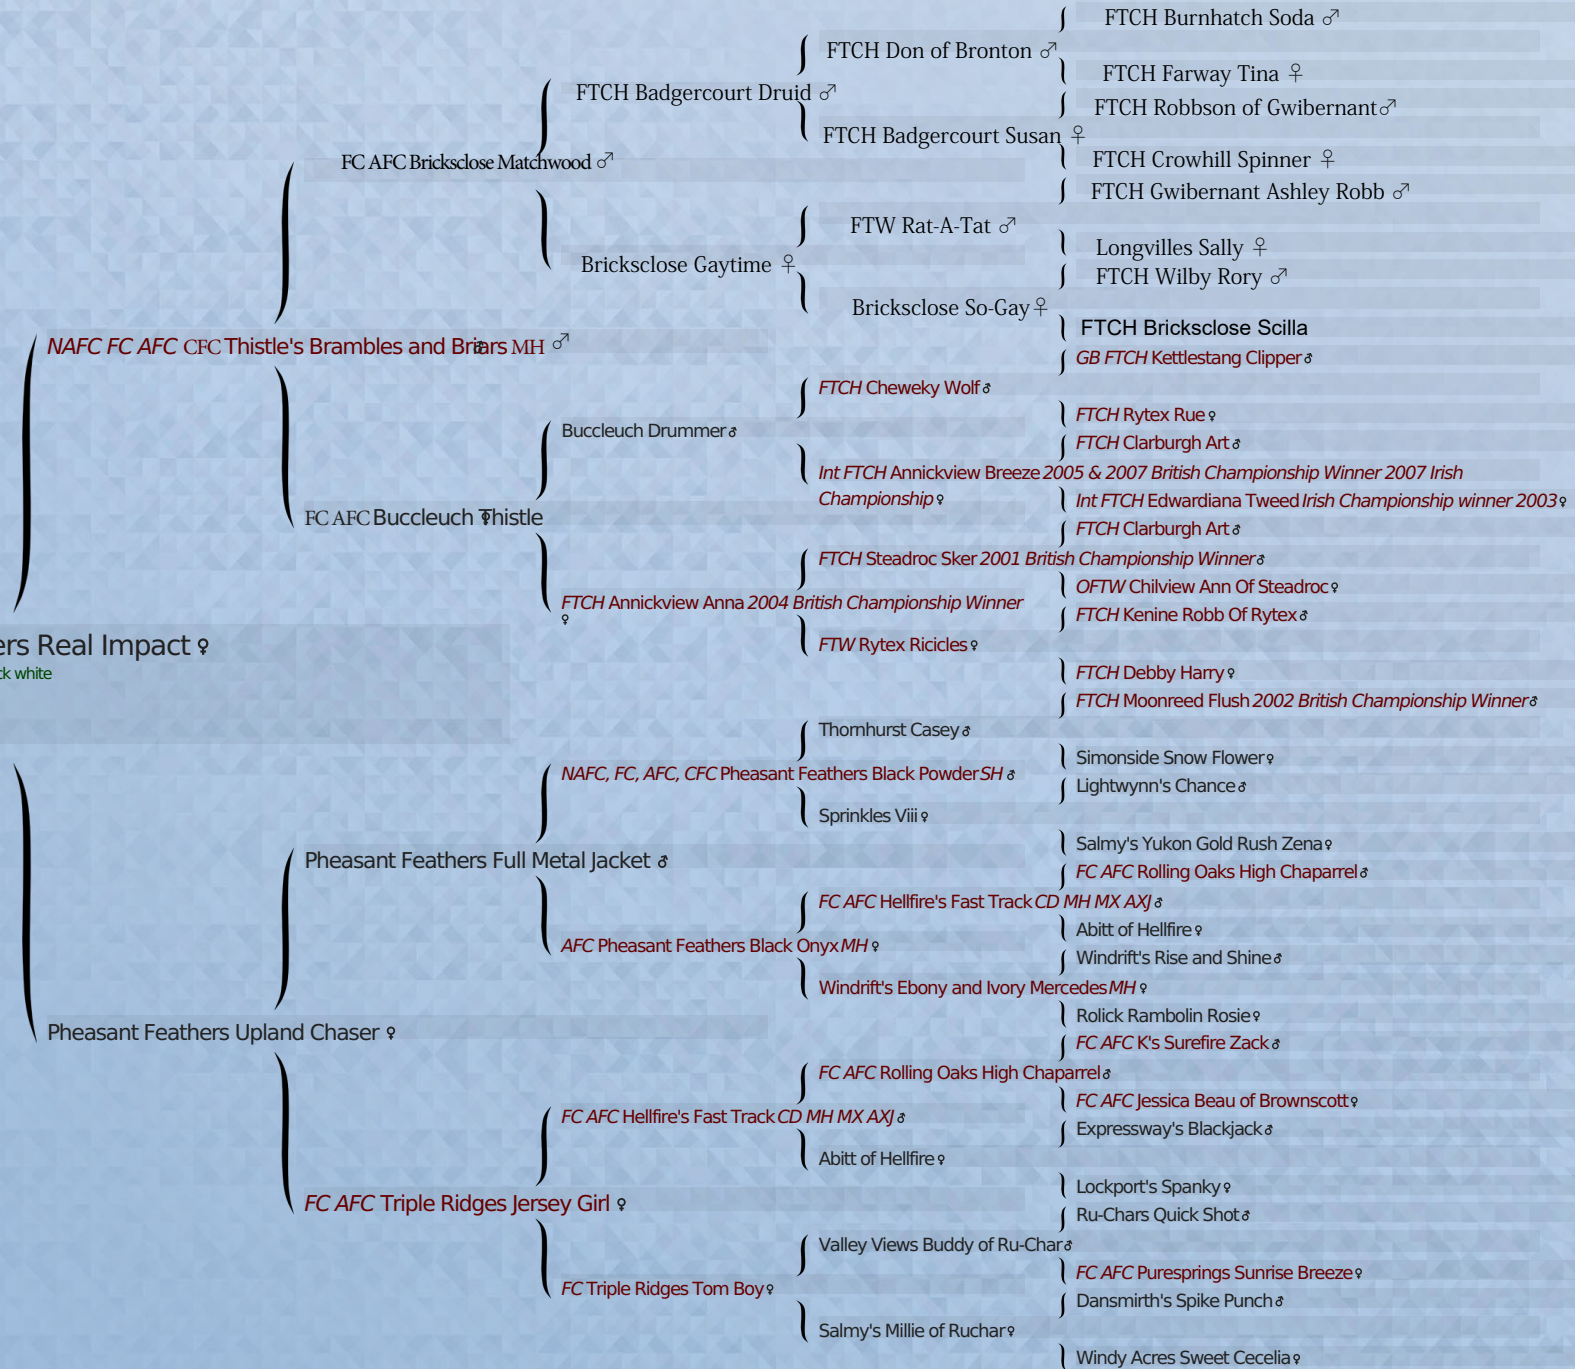 FTCH Burnhatch Soda ♂
FTCH Don of Bronton ♂
FTCH Farway Tina ♀
FTCH Badgercourt Druid ♂
FTCH Robbson of Gwibernant♂
FTCH Badgercourt Susan ♀
FTCH Crowhill Spinner ♀
FC AFC Bricksclose Matchwood ♂
FTCH Gwibernant Ashley Robb ♂
FTW Rat-A-Tat ♂
Longvilles Sally ♀
Bricksclose Gaytime ♀
FTCH Wilby Rory ♂
Bricksclose So-Gay♀
FTCH Bricksclose Scilla
NAFC FC AFC CFC Thistle's Brambles and Briars MH ♂
GB FTCH Kettlestang Clipper♂
FTCH Cheweky Wolf♂
FTCH Rytex Rue♀
Buccleuch Drummer♂
FTCH Clarburgh Art♂
Int FTCH Annickview Breeze 2005 & 2007 British Championship Winner 2007 Irish
Championship♀
Int FTCH Edwardiana Tweed Irish Championship winner 2003♀
FC AFC Buccleuch Thistle
FTCH Clarburgh Art♂
FTCH Steadroc Sker 2001 British Championship Winner♂
OFTW Chilview Ann Of Steadroc♀
FTCH Annickview Anna 2004 British Championship Winner
♀
FTCH Kenine Robb Of Rytex♂
ers Real Impact ♀
FTW Rytex Ricicles♀
ck white
FTCH Debby Harry♀
FTCH Moonreed Flush 2002 British Championship Winner♂
Thornhurst Casey♂
Simonside Snow Flower♀
NAFC, FC, AFC, CFC Pheasant Feathers Black Powder SH ♂
Lightwynn's Chance♂
Sprinkles Viii♀
Salmy's Yukon Gold Rush Zena♀
Pheasant Feathers Full Metal Jacket ♂
FC AFC Rolling Oaks High Chaparrel♂
FC AFC Hellfire's Fast Track CD MH MX AXJ♂
Abitt of Hellfire♀
AFC Pheasant Feathers Black Onyx MH ♀
Windrift's Rise and Shine♂
Windrift's Ebony and Ivory Mercedes MH ♀
Rolick Rambolin Rosie♀
Pheasant Feathers Upland Chaser ♀
FC AFC K's Surefire Zack♂
FC AFC Rolling Oaks High Chaparrel♂
FC AFC Jessica Beau of Brownscott♀
FC AFC Hellfire's Fast Track CD MH MX AXJ♂
Expressway's Blackjack♂
Abitt of Hellfire♀
Lockport's Spanky♀
FC AFC Triple Ridges Jersey Girl ♀
Ru-Chars Quick Shot♂
Valley Views Buddy of Ru-Char♂
FC AFC Puresprings Sunrise Breeze♀
FC Triple Ridges Tom Boy♀
Dansmirth's Spike Punch♂
Salmy's Millie of Ruchar♀
Windy Acres Sweet Cecelia♀